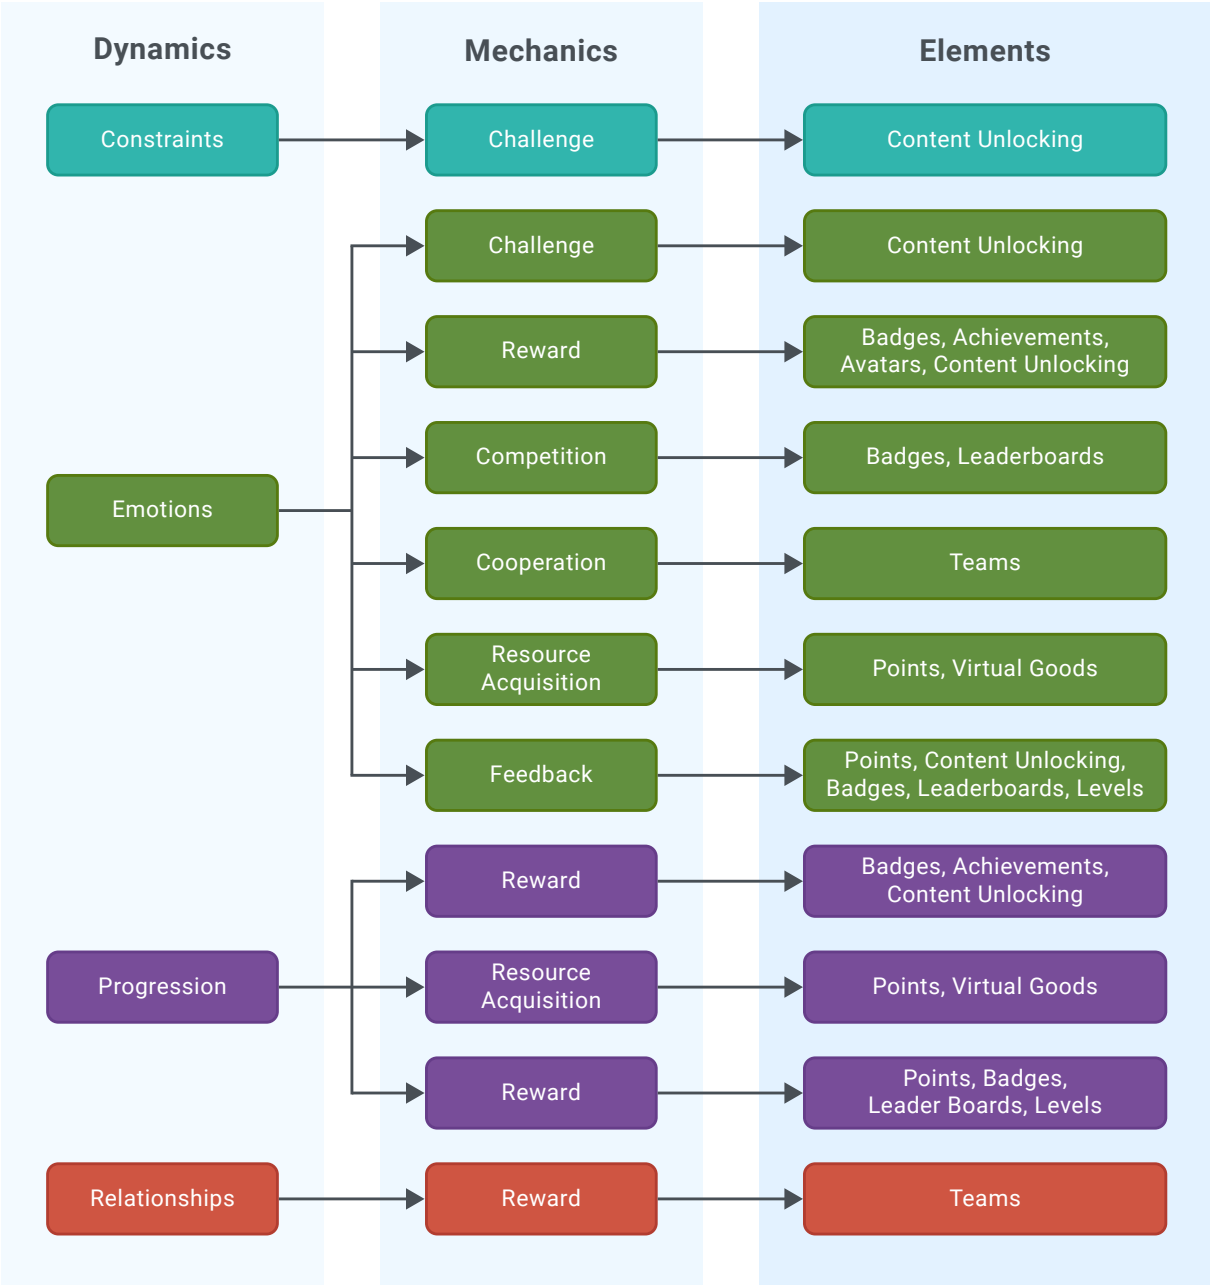 Dynamics
Mechanics
Elements
Constraints
Challenge
Content Unlocking
Challenge
Content Unlocking
Reward
Badges, Achievements,
Avatars, Content Unlocking
Competition
Badges, Leaderboards
Emotions
Cooperation
Teams
Resource
Acquisition
Points, Virtual Goods
Feedback
Points, Content Unlocking,
Badges, Leaderboards, Levels
Reward
Badges, Achievements,
Content Unlocking
Progression
Resource
Acquisition
Points, Virtual Goods
Reward
Points, Badges,
Leader Boards, Levels
Relationships
Reward
Teams